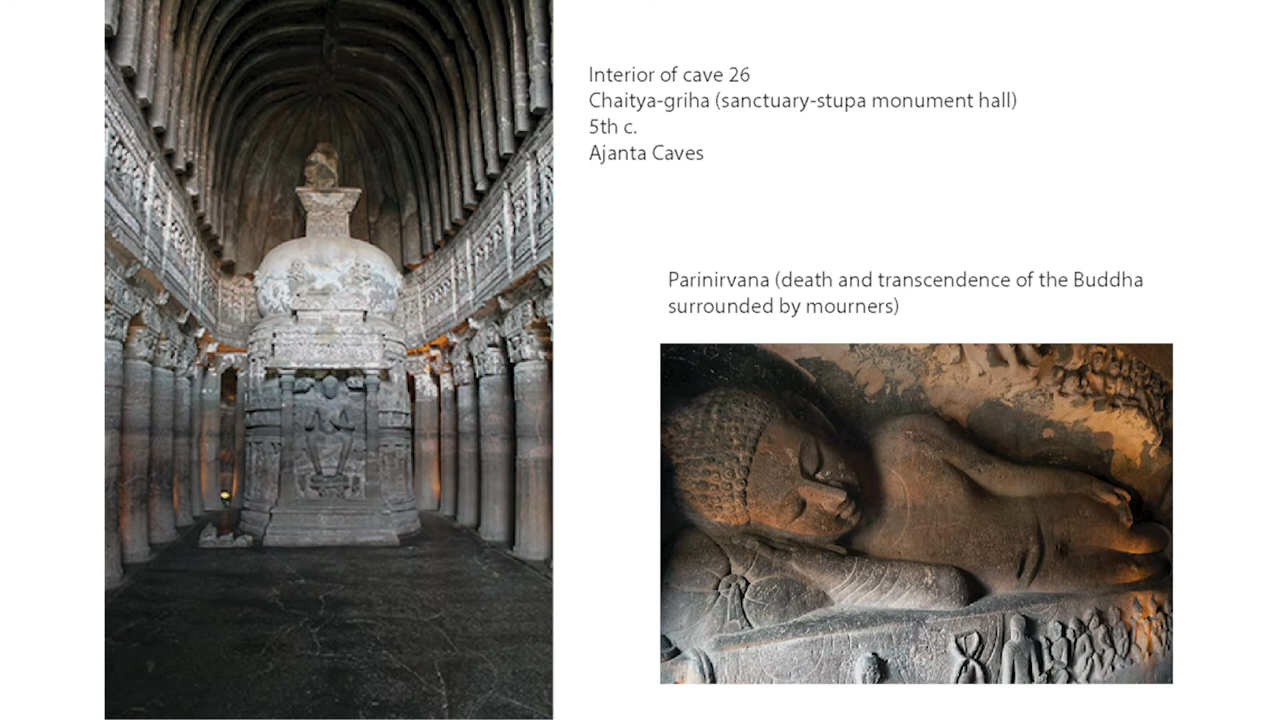 Interior of cave 26
Chaitya-griha (sanctuary-stupa monument hall)
5th c.
Ajanta Caves
Parinirvana (death and transcendence of the Buddha
surrounded by mourners)